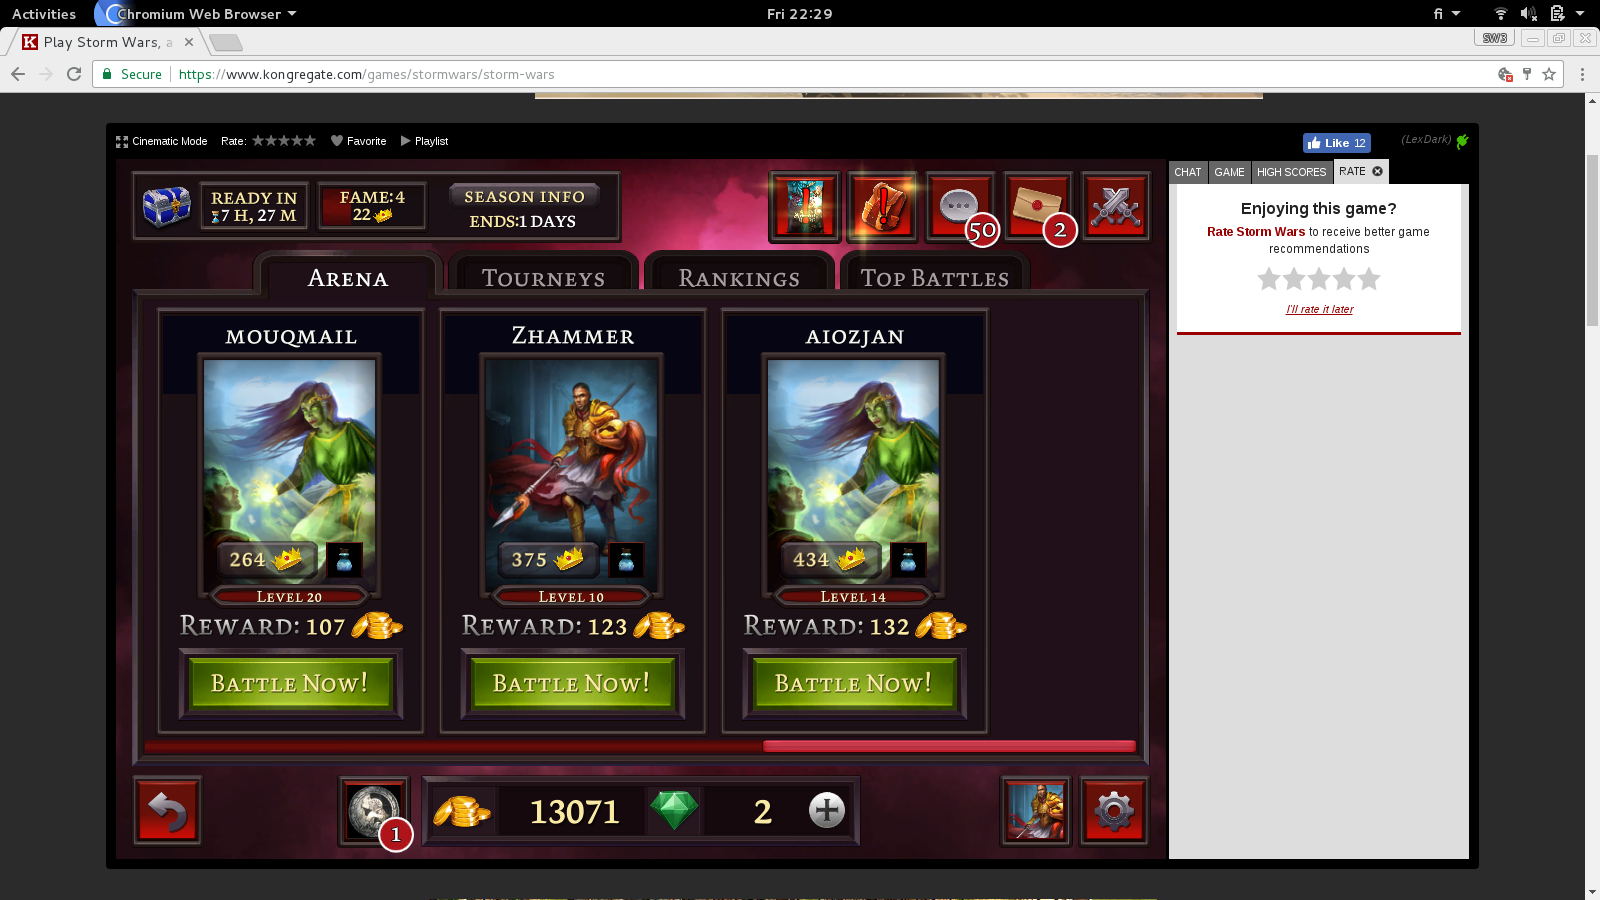 Activities
Chromium Web Browser
Fri 22:29
fi
Play Storm Wars, a
SW3
Secure
https://www.kongregate.com/games/stormwars/storm-wars
Cinematic Mode
Rate:
Favorite
Playlist
Like 12
(LexDark)
READY IN
7 H, 27 M
FAME:4
22
SEASON INFO
ENDS:1 DAYS
50
2
CHAT
GAME
HIGH SCORES
RATE
Enjoying this game?
Rate Storm Wars to receive better game
recommendations
I'll rate it later
ARENA
TOURNEYS
RANKINGS
TOP BATTLES
MOUQMAIL
264
LEVEL 20
REWARD: 107
BATTLE NOW!
ZHAMMER
375
LEVEL 10
REWARD: 123
BATTLE NOW!
AIOZJAN
434
LEVEL 14
REWARD: 132
BATTLE NOW!
1
13071
2